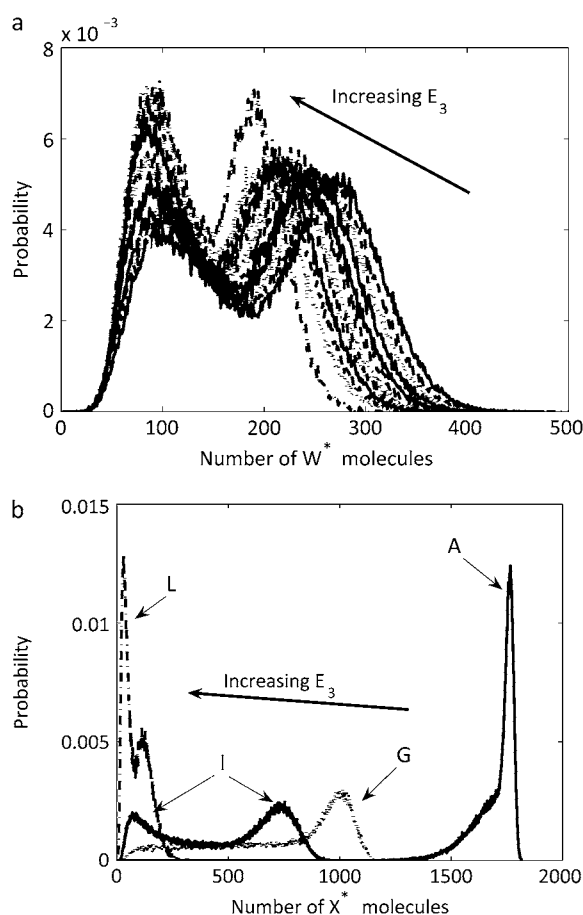 a
x 10 −3
8
6
4
2
0
Probability
Increasing E3
0 100 200 300 400 500
Number of W* molecules
b
0.015
0.01
0.005
0
Probability
L
A
Increasing E3
I
G
0 500 1000 1500 2000
Number of X* molecules